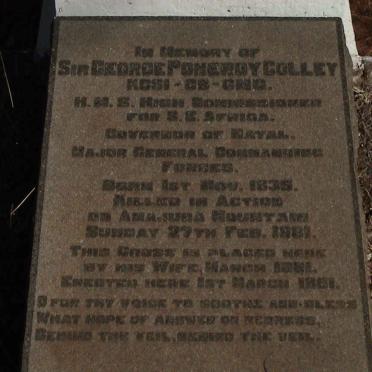 In Memory of
Sir George Pomeroy Colley
KCSI - CB - CMG.
H.M.S. High Commissioner
for S.E. Africa.
Governor of Natal.
Major General Commanding
Forces.
Born 1st Nov. 1835.
Killed in Action
on Amajuba Mountain
Sunday 27th Feb. 1881.
This Cross is placed here
by his Wife, March 1881.
Erected here 1st March 1881.
O for thy voice to soothe and bless
What hope of answer or redress,
Behind the veil, behind the veil.